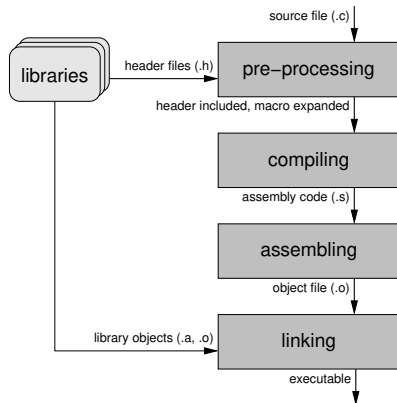 source file (.c)
libraries
header files (.h)
pre−processing
header included, macro expanded
compiling
assembly code (.s)
assembling
object file (.o)
library objects (.a, .o)
linking
executable